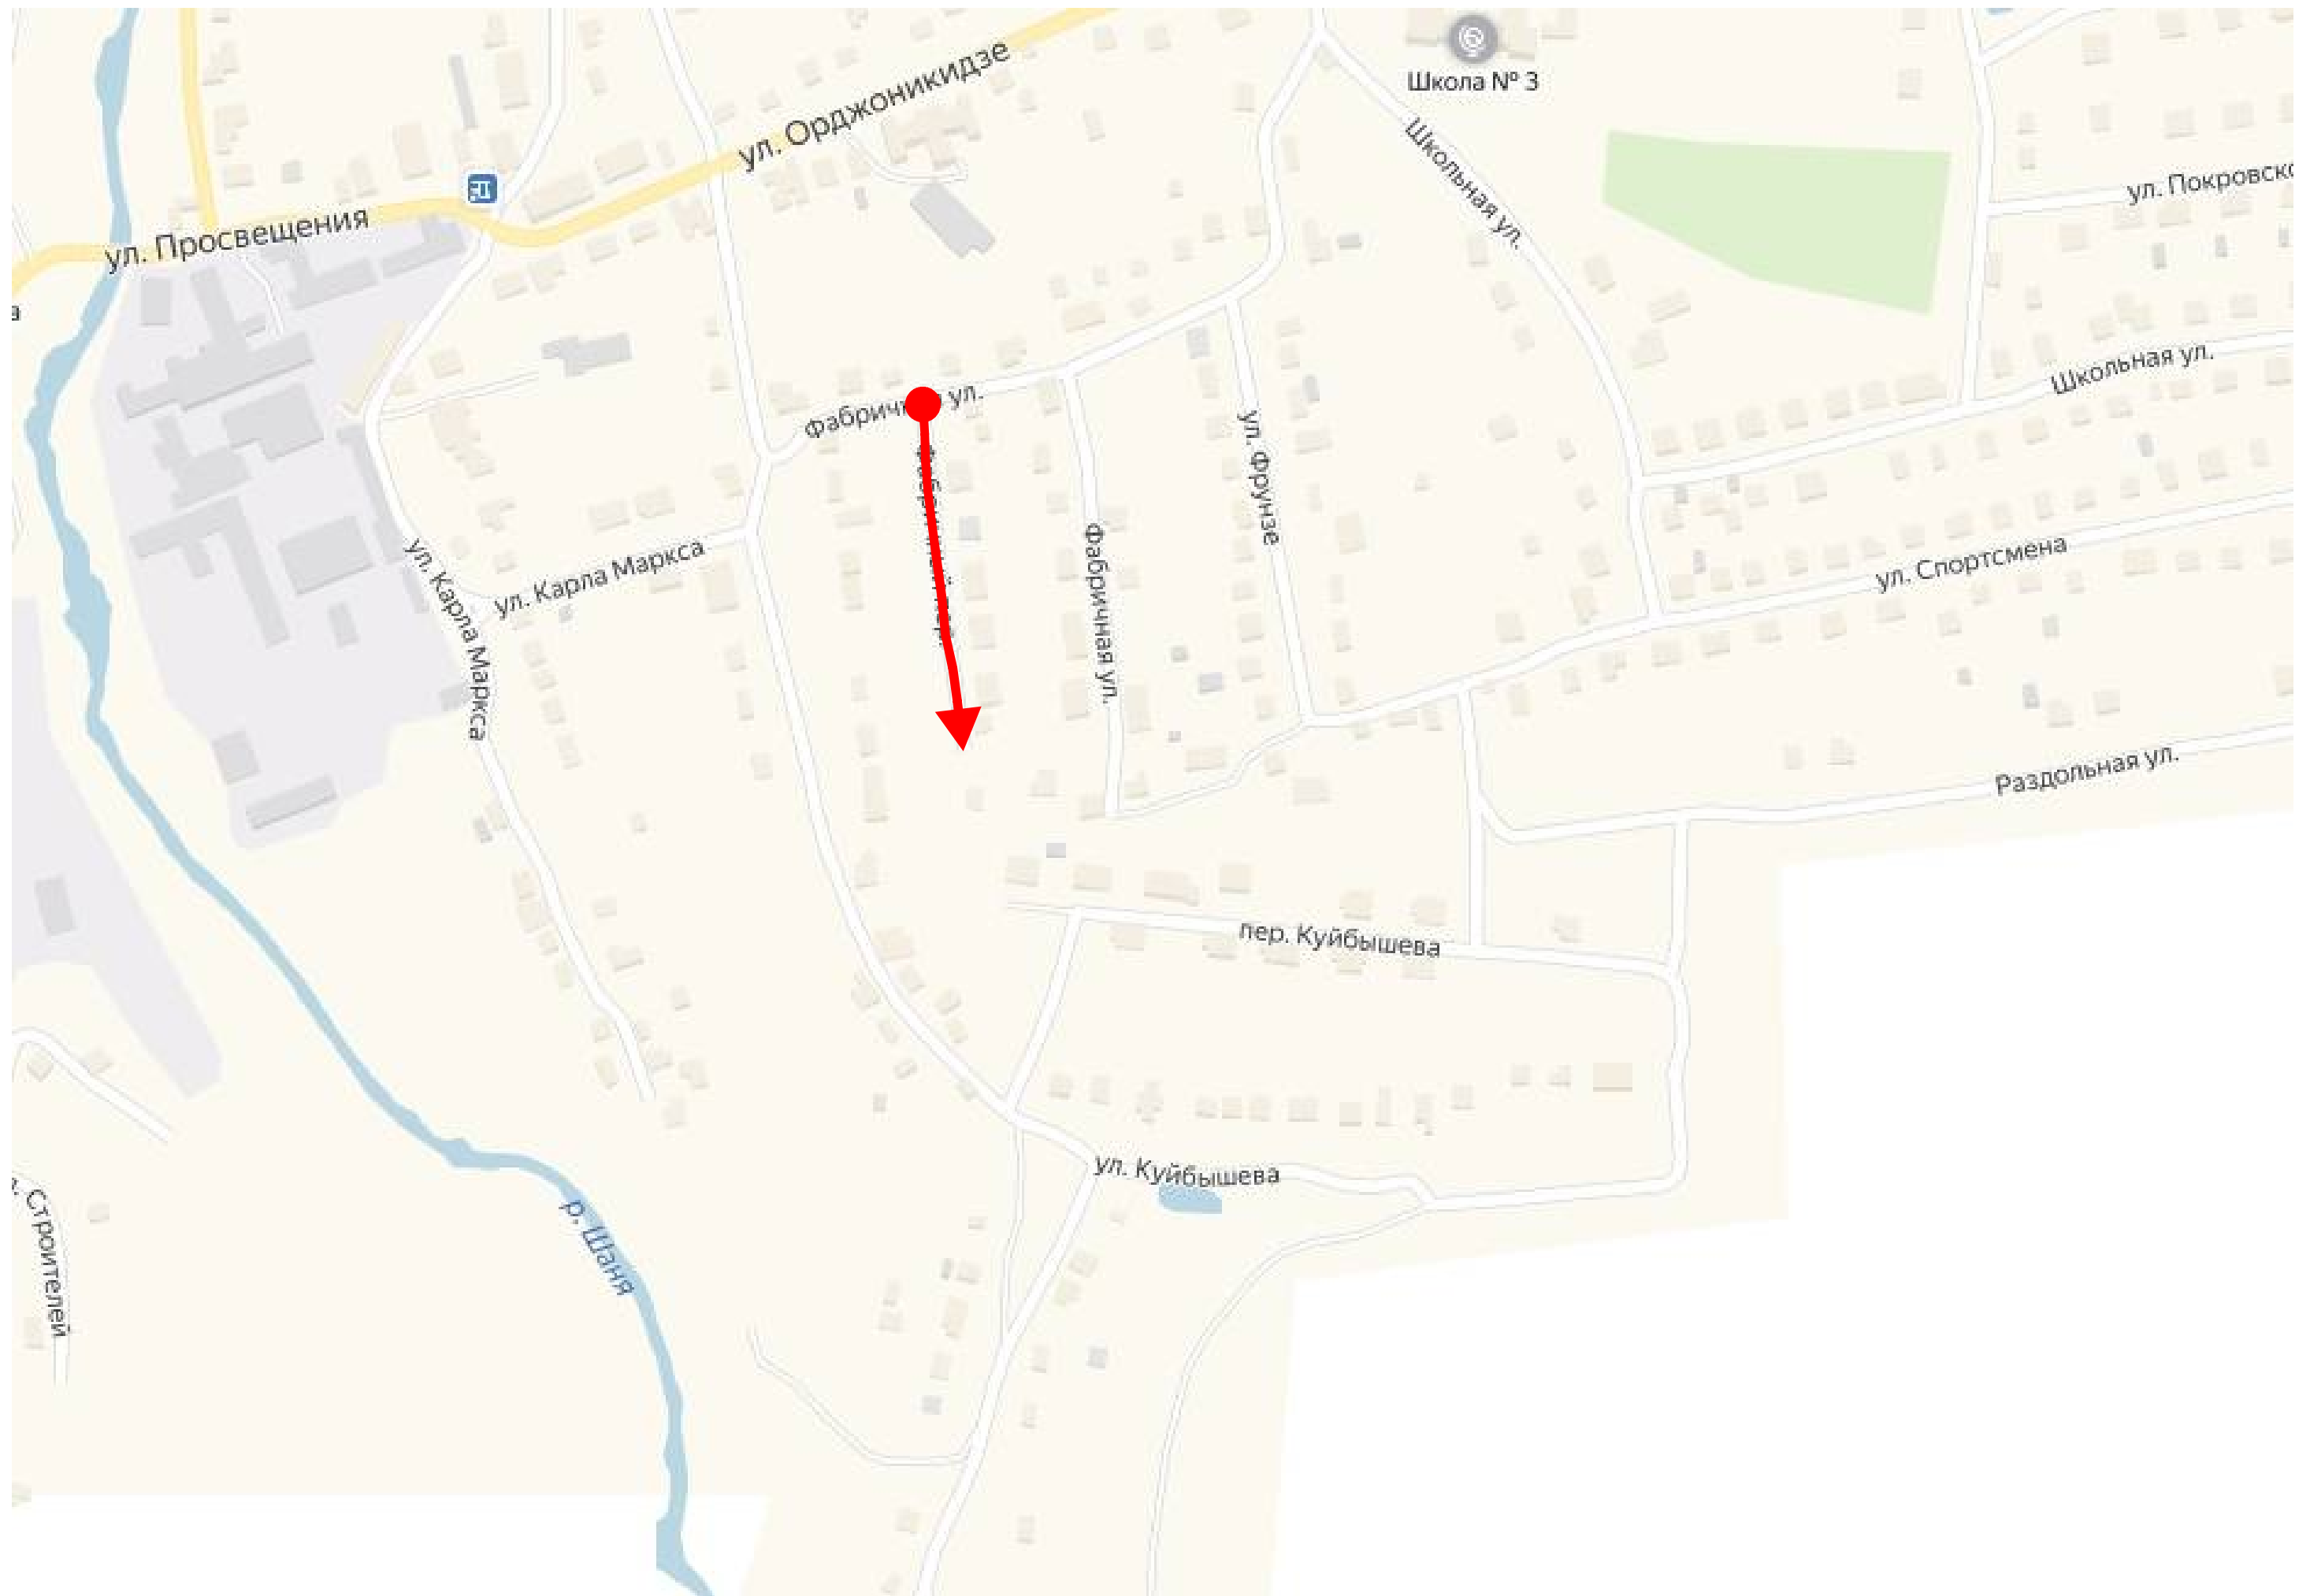 ул. Орджоникидзе
Школа № 3
Школьная ул.
ул. Покровско
ул. Просвещения
а
Школьная ул.
ул.
ул. Фрунзе
ул. Карла Маркса
ул. Карла Маркса
Фабричная ул.
ул. Спортсмена
Раздольная ул.
пер. Куйбышева
ул. Куйбышева
р. Шаня
Строителей